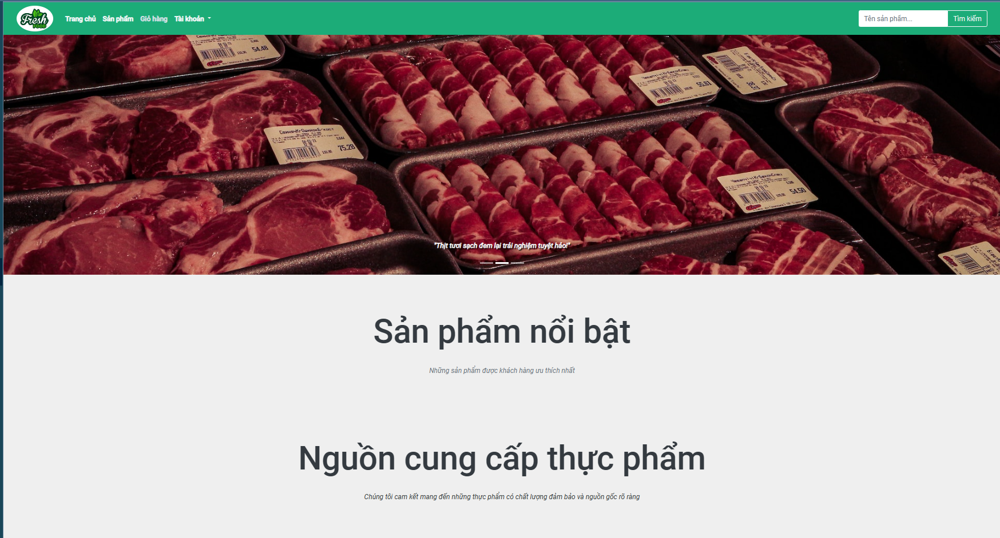 Fresh
FOOD
Trang chủ Sản phẩm Giỏ hàng Tài khoản
Tên sản phẩm... Tìm kiếm
54.48
55.81
75.28
54.50
"Thịt tươi sạch đem lại trải nghiệm tuyệt hảo!"
Sản phẩm nổi bật
Những sản phẩm được khách hàng ưu thích nhất
Nguồn cung cấp thực phẩm
Chúng tôi cam kết mang đến những thực phẩm có chất lượng đảm bảo và nguồn gốc rõ ràng